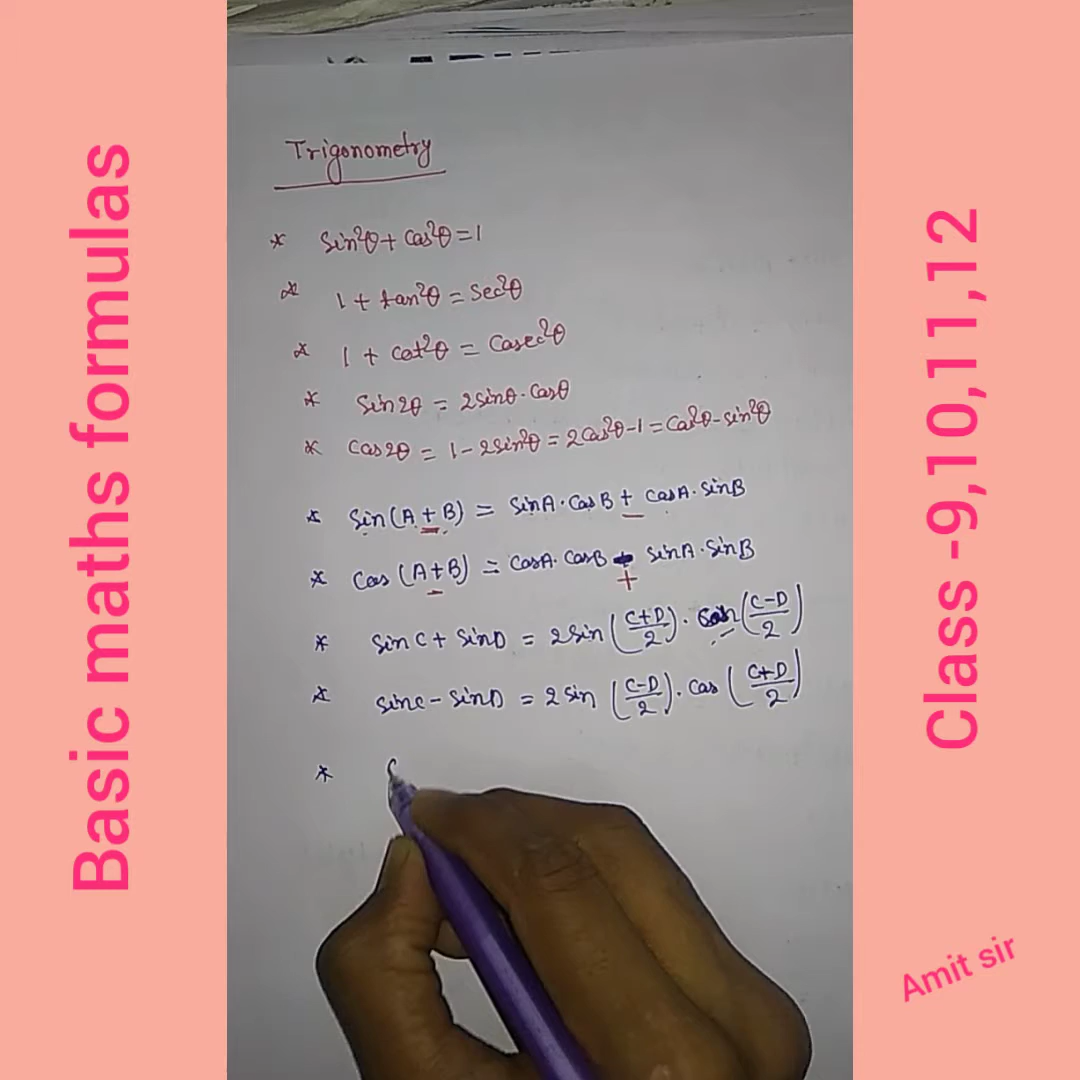 Basic maths formulas
Trigonometry
* Sin²θ + Cos²θ = 1
* 1 + tan²θ = Sec²θ
* 1 + cot²θ = Cosec²θ
* Sin2θ = 2sinθ·Cosθ
* Cos2θ = 1 - 2sin²θ = 2Cos²θ-1 = Cos²θ-sin²θ
* Sin(A + B) = SinA·CosB + CosA·SinB
* Cos (A+B) = CosA·CosB - SinA·SinB
+
* SinC + SinD = 2Sin (C+D/2)· (C-D/2)
* SinC - SinD = 2 Sin (C-D/2)· Cos (C+D/2)
* C
Class -9,10,11,12
Amit sir